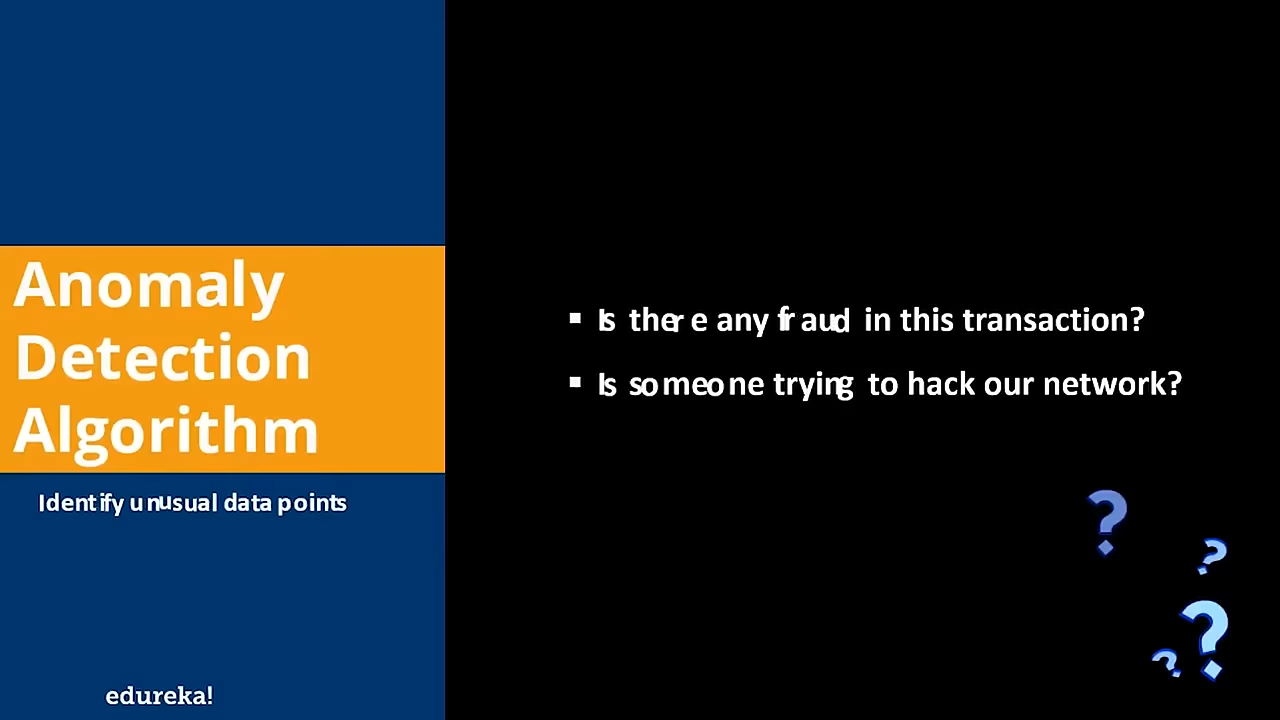 Anomaly
Detection
Algorithm
Identify unusual data points
edureka!
▪ Is there any fraud in this transaction?
▪ Is someone trying to hack our network?
?
?
?
?